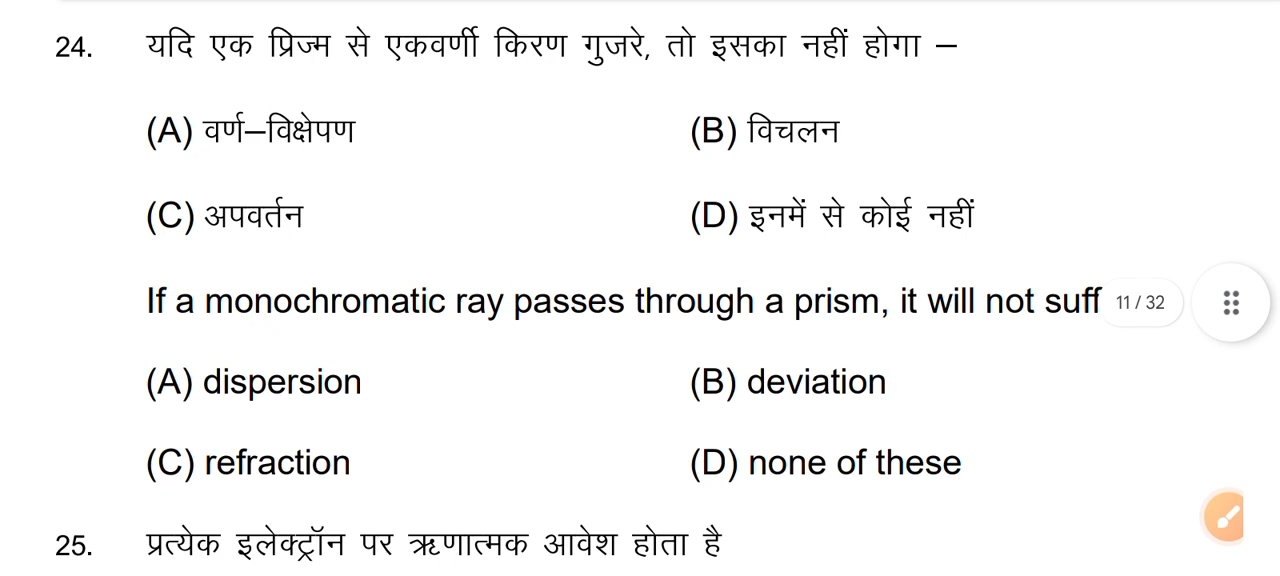 24. यदि एक प्रिज्म से एकवर्णी किरण गुजरे, तो इसका नहीं होगा –
(A) वर्ण–विक्षेपण (B) विचलन
(C) अपवर्तन (D) इनमें से कोई नहीं
If a monochromatic ray passes through a prism, it will not suff 11 / 32
(A) dispersion (B) deviation
(C) refraction (D) none of these
25. प्रत्येक इलेक्ट्रॉन पर ऋणात्मक आवेश होता है